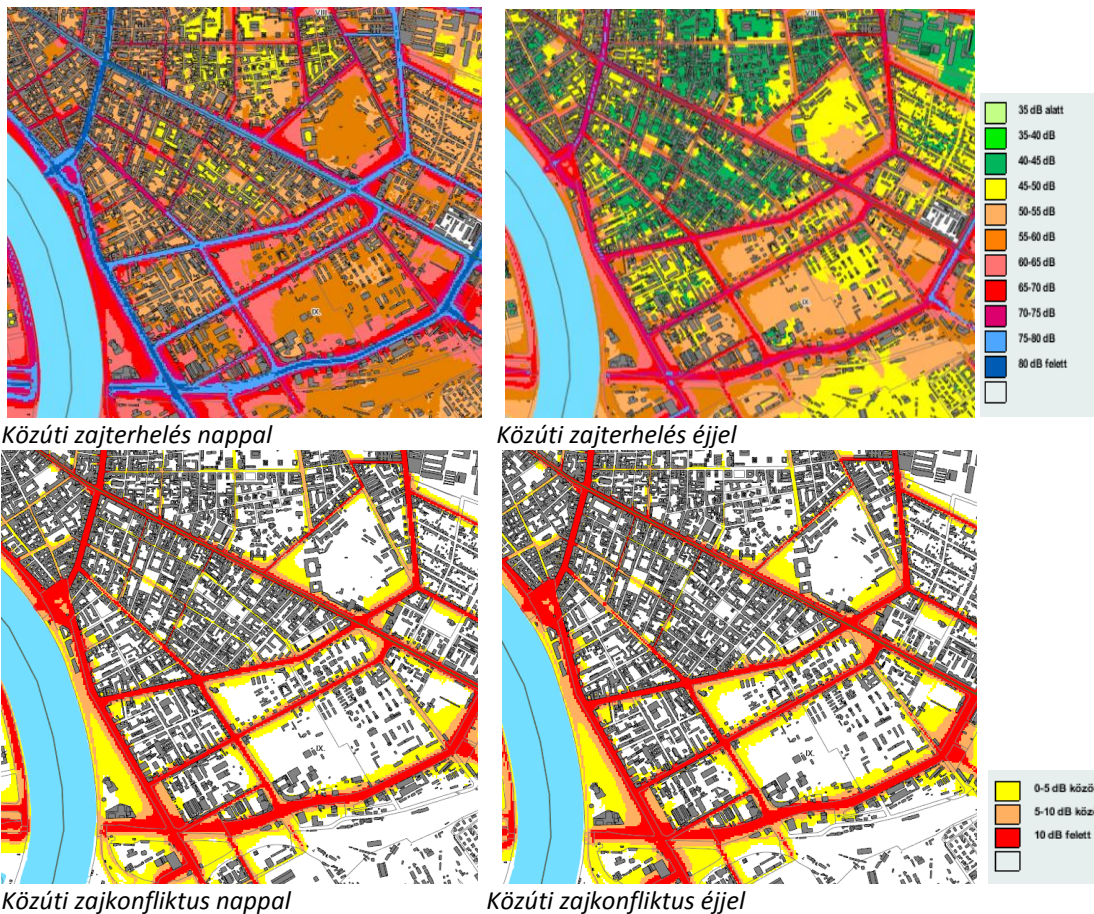 VIII
VIII
IX.
IX.
35 dB alatt
35-40 dB
40-45 dB
45-50 dB
50-55 dB
55-60 dB
60-65 dB
65-70 dB
70-75 dB
75-80 dB
80 dB felett
Közúti zajterhelés nappal
Közúti zajterhelés éjjel
IX.
IX.
0-5 dB közö
5-10 dB köz
10 dB felett
Közúti zajkonfliktus nappal
Közúti zajkonfliktus éjjel